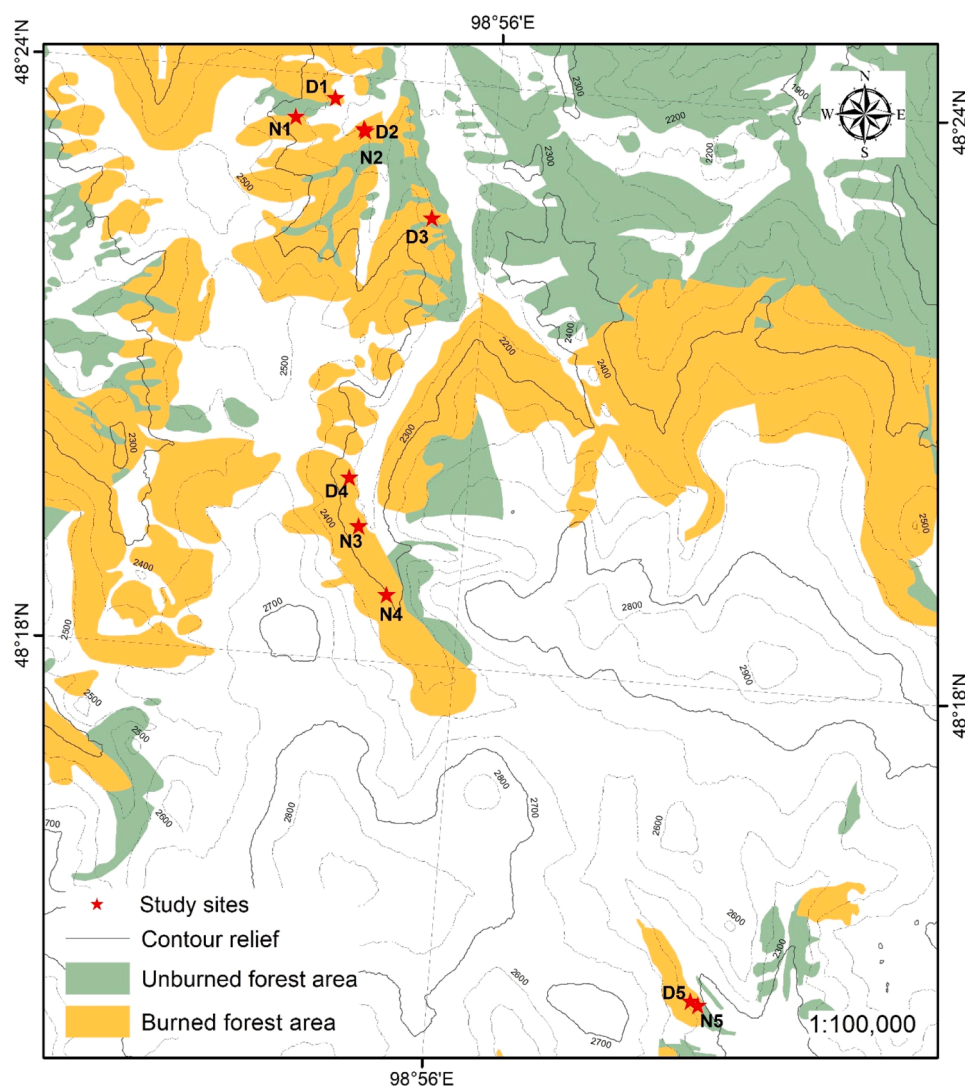 98°56'E
48°24'N
48°24'N
N
W
E
S
1900
2300
2200
2200
2300
D1
N1
D2
N2
2500
D3
2400
2500
2200
2400
2300
2300
D4
2400
N3
2400
N4
2700
2800
2500
48°18'N
2900
48°18'N
2500
2500
2600
2800
2700
2800
700
2600
2600
2300
2600
2700
Study sites
Contour relief
Unburned forest area
Burned forest area
D5
N5
1:100,000
98°56'E